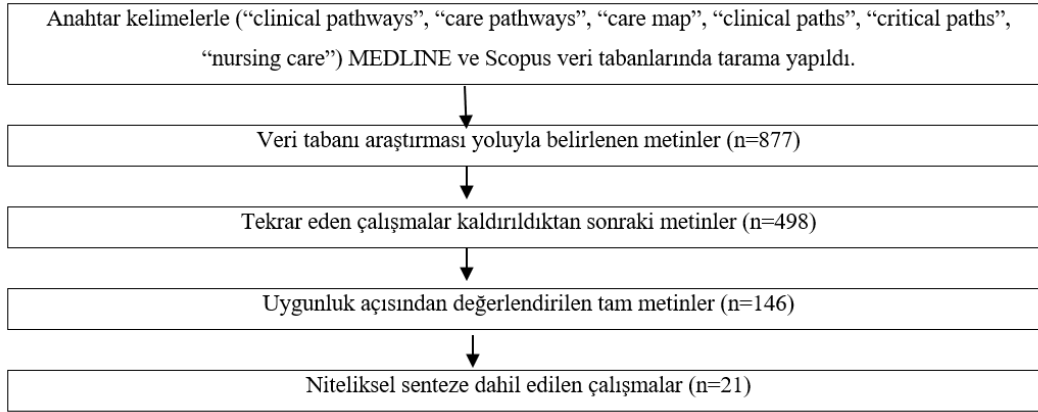 Anahtar kelimelerle (“clinical pathways”, “care pathways”, “care map”, “clinical paths”, “critical paths”,
“nursing care”) MEDLINE ve Scopus veri tabanlarında tarama yapıldı.
Veri tabanı araştırması yoluyla belirlenen metinler (n=877)
Tekrar eden çalışmalar kaldırıldıktan sonraki metinler (n=498)
Uygunluk açısından değerlendirilen tam metinler (n=146)
Niteliksel senteze dahil edilen çalışmalar (n=21)